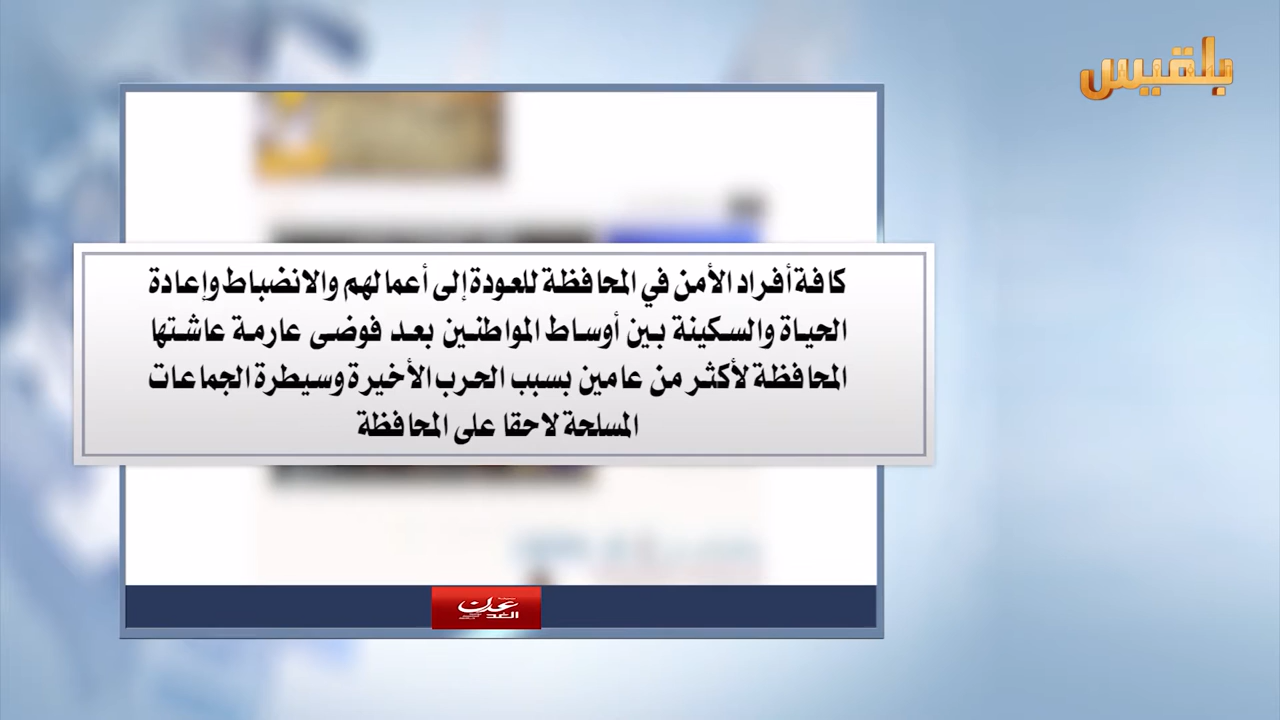 بلقيس
كافة أفراد الأمن في المحافظة للعودة إلى أعمالهم والانضباط وإعادة
الحياة والسكينة بين أوساط المواطنين بعد فوضى عارمة عاشتها
المحافظة لأكثر من عامين بسبب الحرب الأخيرة وسيطرة الجماعات
المسلحة لاحقا على المحافظة
عدن
الغد